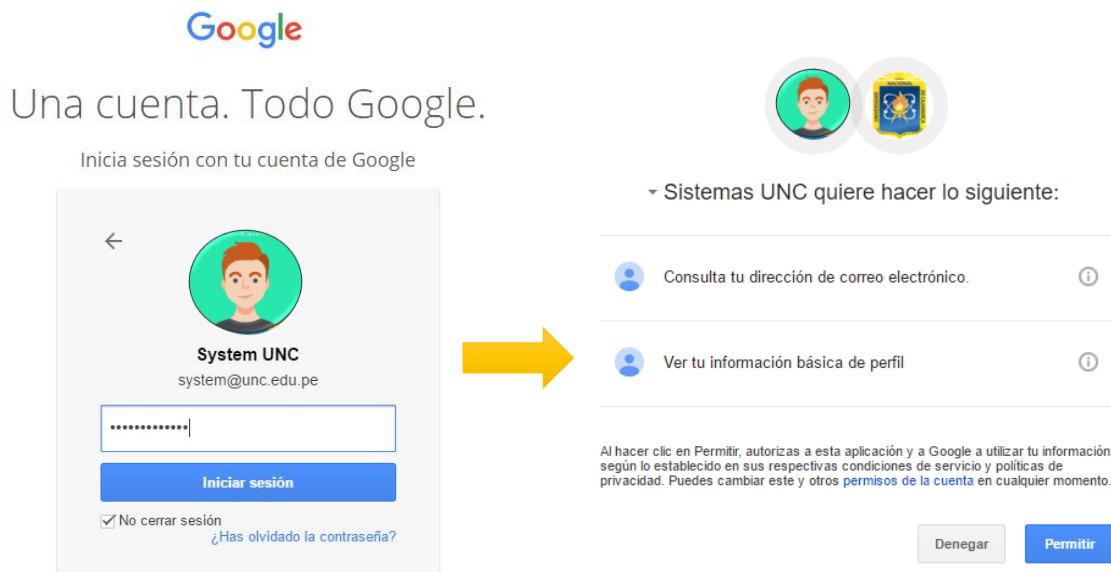 Google
Una cuenta. Todo Google.
Inicia sesión con tu cuenta de Google
System UNC
system@unc.edu.pe
•••••••••••••
Iniciar sesión
No cerrar sesión
¿Has olvidado la contraseña?
Sistemas UNC quiere hacer lo siguiente:
Consulta tu dirección de correo electrónico.
Ver tu información básica de perfil
Al hacer clic en Permitir, autorizas a esta aplicación y a Google a utilizar tu información
según lo establecido en sus respectivas condiciones de servicio y políticas de
privacidad. Puedes cambiar este y otros permisos de la cuenta en cualquier momento.
Denegar
Permitir